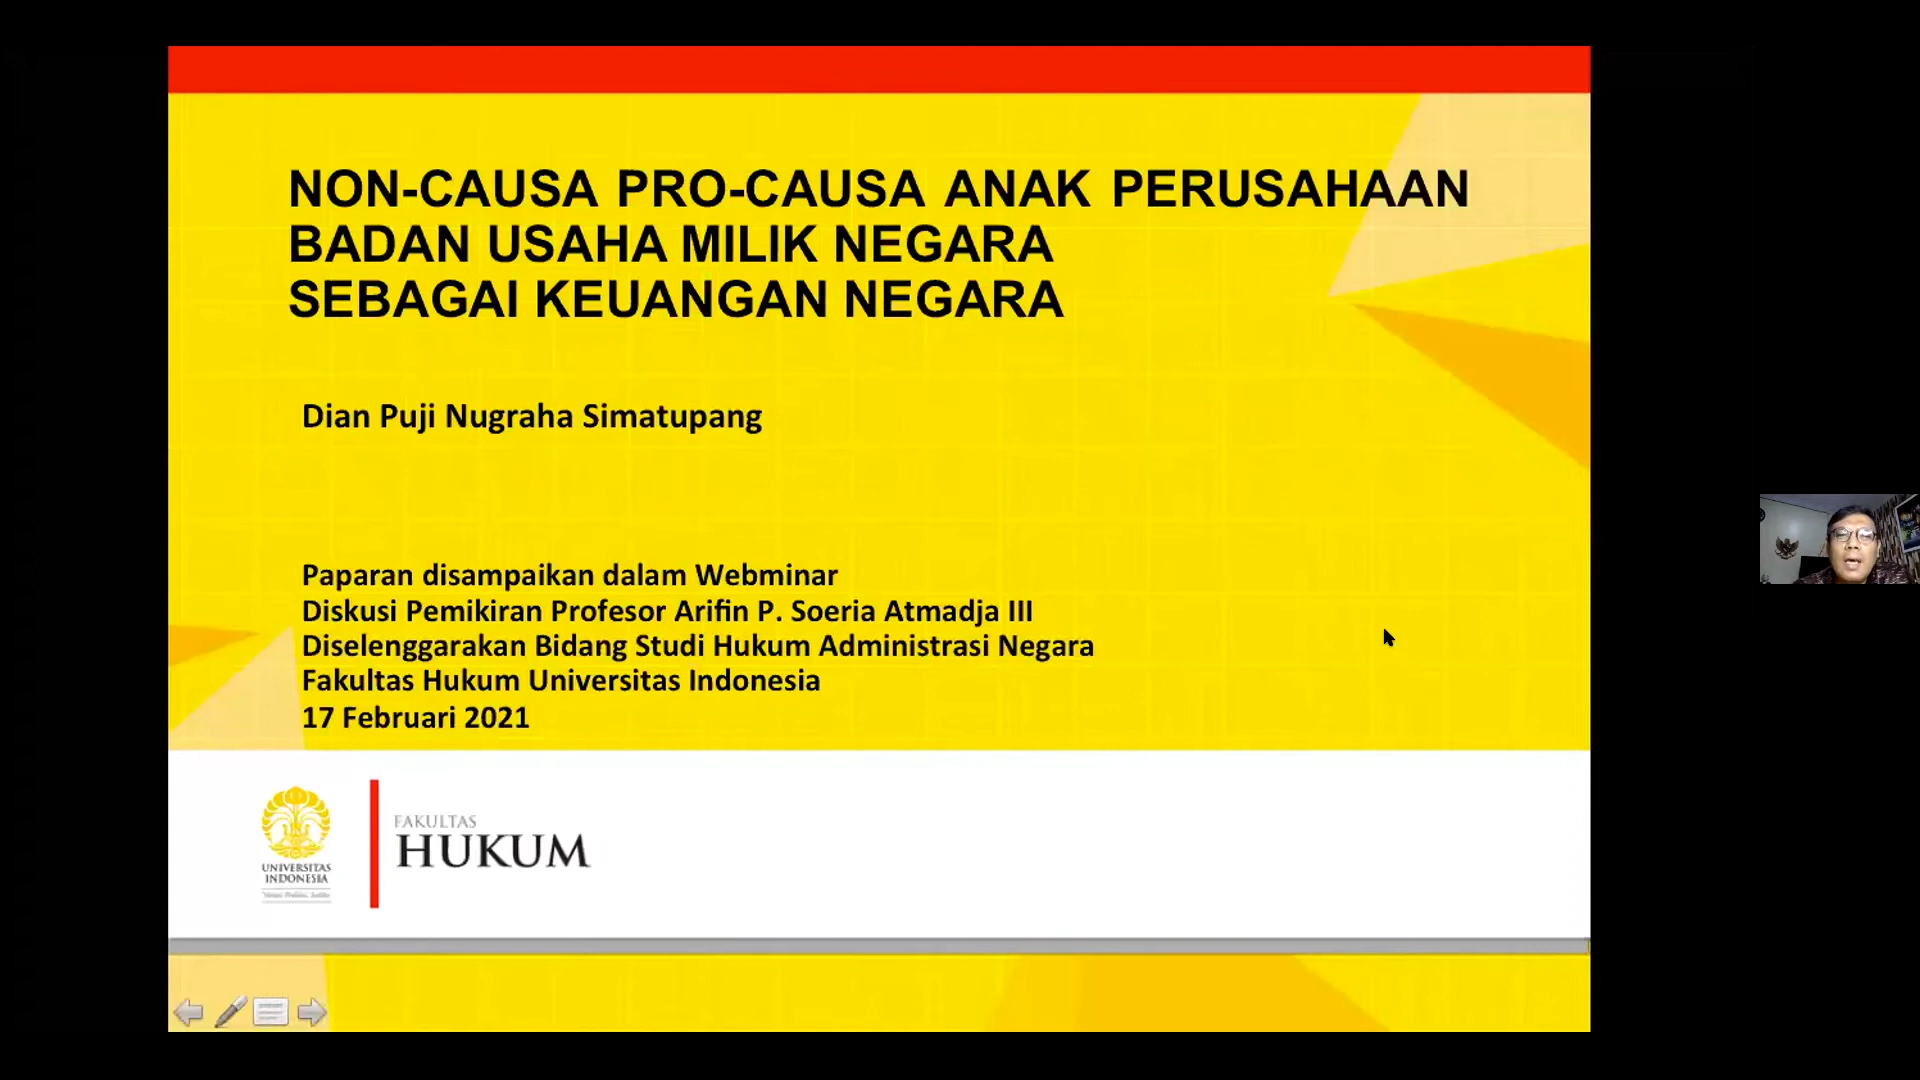 NON-CAUSA PRO-CAUSA ANAK PERUSAHAAN
BADAN USAHA MILIK NEGARA
SEBAGAI KEUANGAN NEGARA
Dian Puji Nugraha Simatupang
Paparan disampaikan dalam Webminar
Diskusi Pemikiran Profesor Arifin P. Soeria Atmadja III
Diselenggarakan Bidang Studi Hukum Administrasi Negara
Fakultas Hukum Universitas Indonesia
17 Februari 2021
UNIVERSITAS
INDONESIA
FAKULTAS
HUKUM